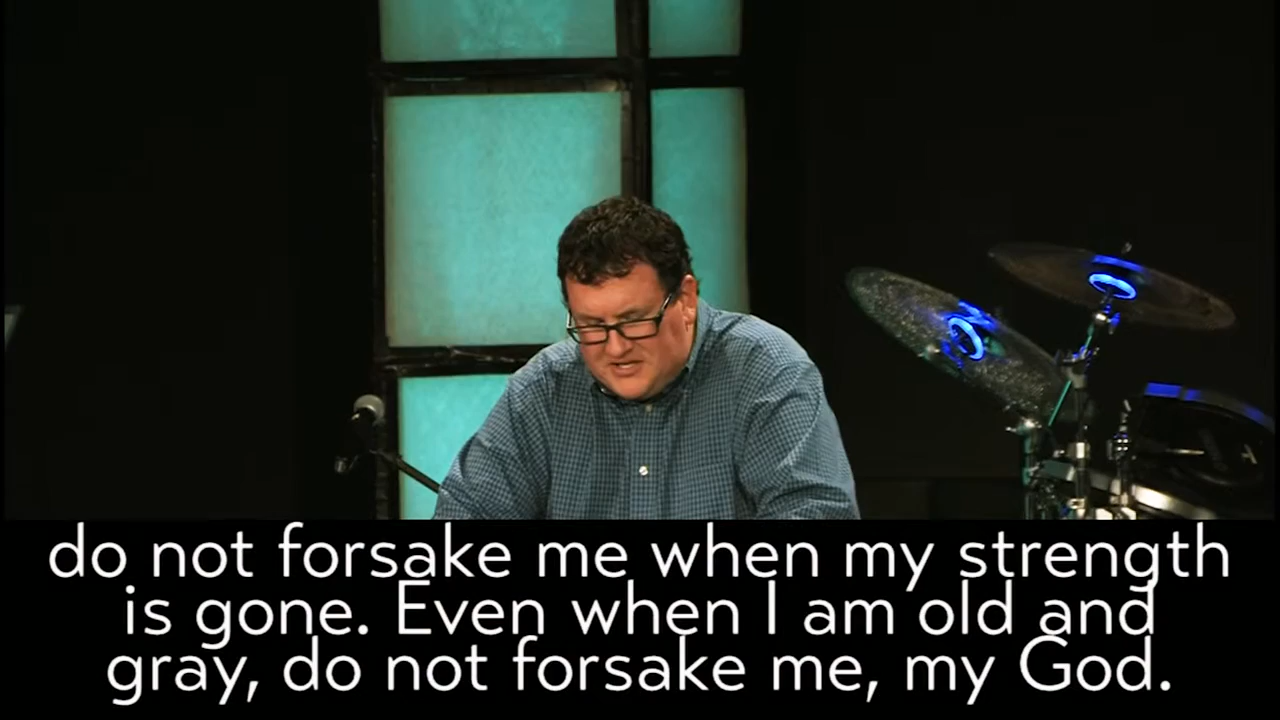 do not forsake me when my strength
is gone. Even when I am old and
gray, do not forsake me, my God.